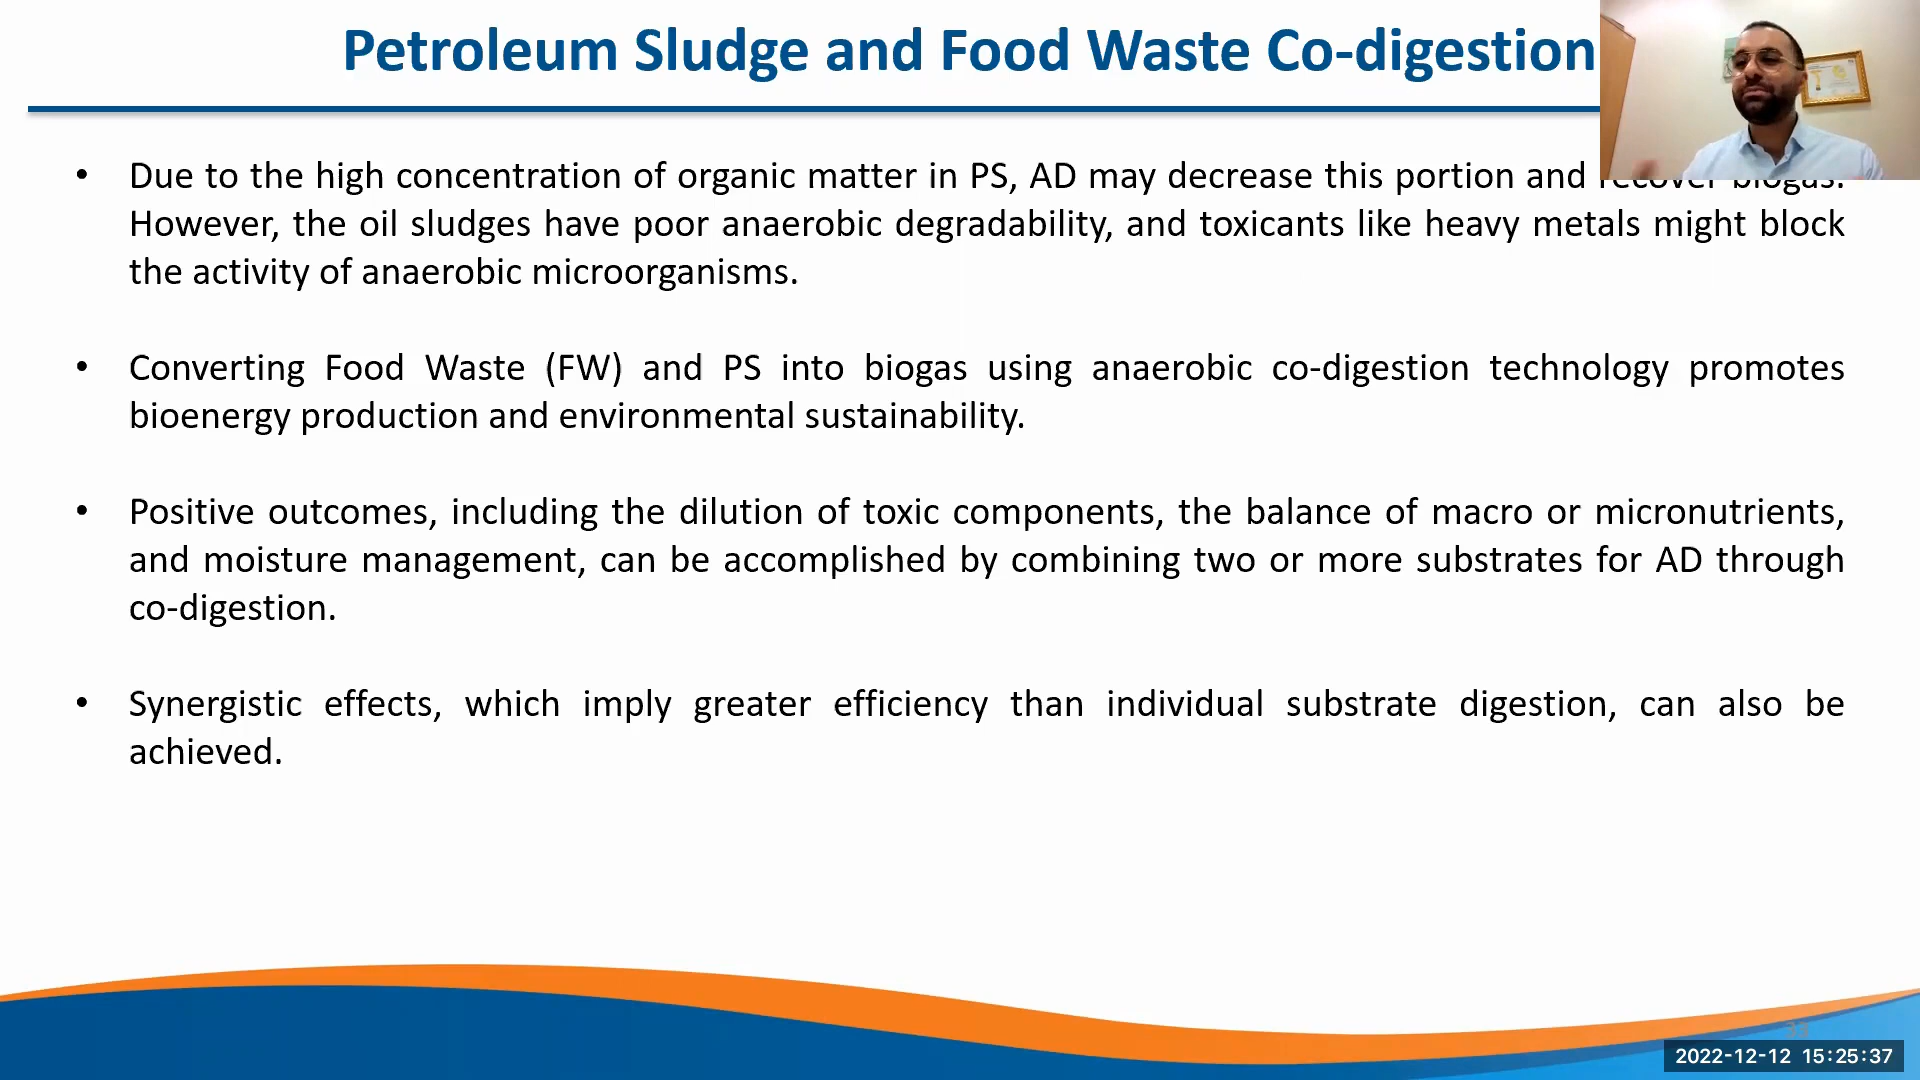 Petroleum Sludge and Food Waste Co-digestion
• Due to the high concentration of organic matter in PS, AD may decrease this portion and recover biogas.
However, the oil sludges have poor anaerobic degradability, and toxicants like heavy metals might block
the activity of anaerobic microorganisms.
• Converting Food Waste (FW) and PS into biogas using anaerobic co-digestion technology promotes
bioenergy production and environmental sustainability.
• Positive outcomes, including the dilution of toxic components, the balance of macro or micronutrients,
and moisture management, can be accomplished by combining two or more substrates for AD through
co-digestion.
• Synergistic effects, which imply greater efficiency than individual substrate digestion, can also be
achieved.
2022-12-12 15:25:37